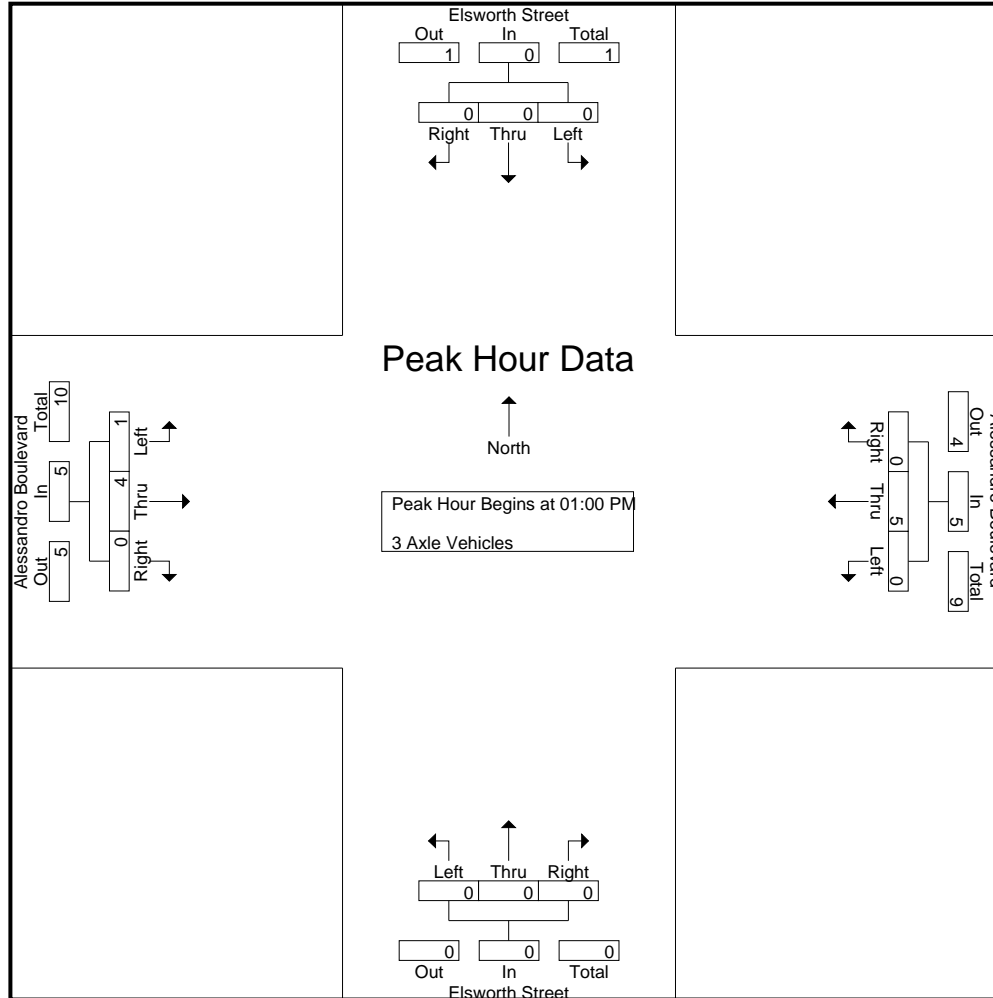 Elsworth Street
Out In Total
1 0 1
0 0 0
Right Thru Left
Peak Hour Data
North
Peak Hour Begins at 01:00 PM
3 Axle Vehicles
Alessandro Boulevard
Total In Out
10 5 5
1 4 0
Left Thru Right
Right Thru Left
0 5 0
Out In Total
4 5 9
Left Thru Right
0 0 0
0 0 0
Out In Total
Elsworth Street